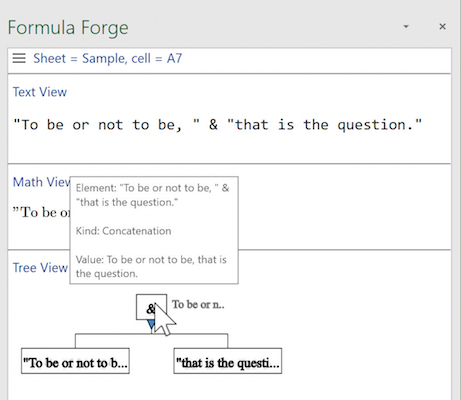 Formula Forge
Sheet = Sample, cell = A7
Text View
"To be or not to be, " & "that is the question."
Math View
"To be or
Element: "To be or not to be, " &
"that is the question."
Kind: Concatenation
Value: To be or not to be, that is
the question.
Tree View
& To be or n..
"To be or not to b... "that is the questi...